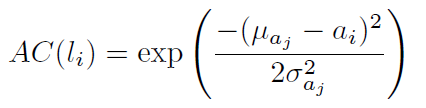 $AC(l_i) = \exp\left(\frac{-(\mu_{a_j} - a_i)^2}{2\sigma_{a_j}^2}\right)$